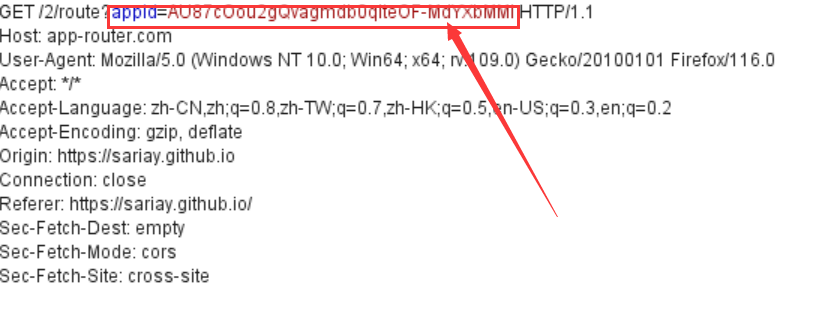 GET /2/route?appId= HTTP/1.1
Host: app-router.com
User-Agent: Mozilla/5.0 (Windows NT 10.0; Win64; x64; rv:109.0) Gecko/20100101 Firefox/116.0
Accept: */*
Accept-Language: zh-CN,zh;q=0.8,zh-TW;q=0.7,zh-HK;q=0.5,en-US;q=0.3,en;q=0.2
Accept-Encoding: gzip, deflate
Origin: https://sariay.github.io
Connection: close
Referer: https://sariay.github.io/
Sec-Fetch-Dest: empty
Sec-Fetch-Mode: cors
Sec-Fetch-Site: cross-site